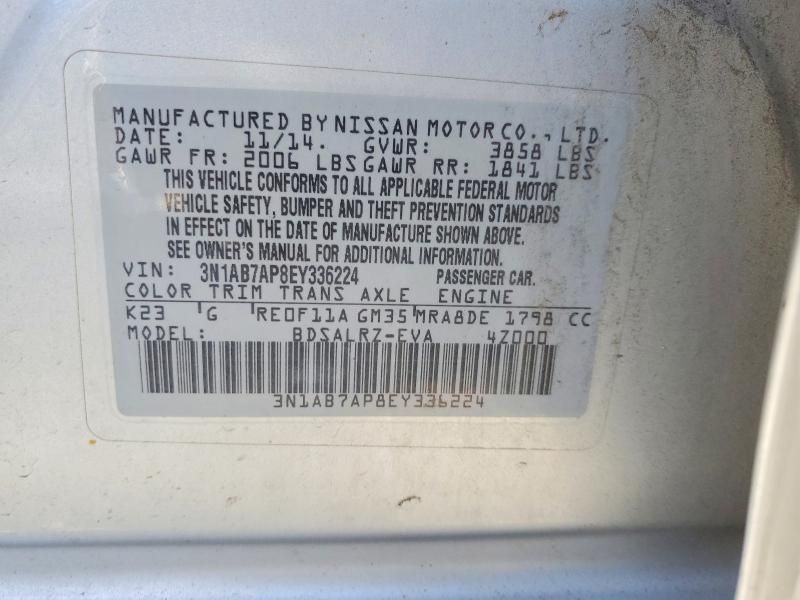 MANUFACTURED BY NISSAN MOTOR CO., LTD.
DATE: 11/14. GVWR: 3858 LBS
GAWR FR: 2006 LBS GAWR RR: 1841 LBS
THIS VEHICLE CONFORMS TO ALL APPLICABLE FEDERAL MOTOR
VEHICLE SAFETY, BUMPER AND THEFT PREVENTION STANDARDS
IN EFFECT ON THE DATE OF MANUFACTURE SHOWN ABOVE.
SEE OWNER'S MANUAL FOR ADDITIONAL INFORMATION.
VIN: 3N1AB7AP8EY336224 PASSENGER CAR.
COLOR TRIM TRANS AXLE ENGINE
K23 G RE0F11A GM35 MRA8DE 1798 CC
MODEL: BDSALRZ-EVA 4Z000
3N1AB7AP8EY336224